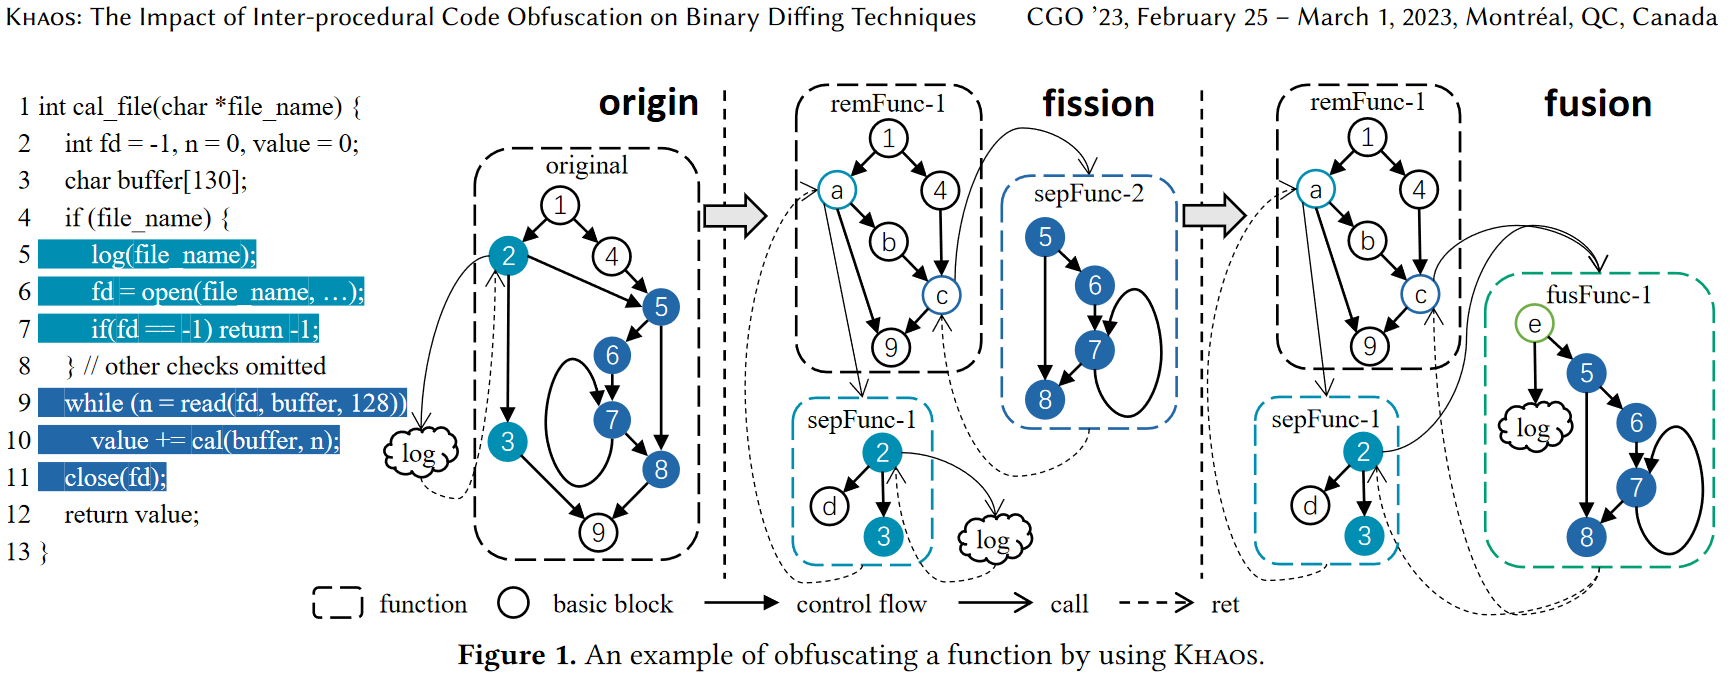 KHAOS: The Impact of Inter-procedural Code Obfuscation on Binary Diffing Techniques
CGO ’23, February 25 – March 1, 2023, Montréal, QC, Canada
1 int cal_file(char *file_name) {
2 int fd = -1, n = 0, value = 0;
3 char buffer[130];
4 if (file_name) {
5 log(file_name);
6 fd = open(file_name, …);
7 if(fd == -1) return -1;
8 } // other checks omitted
9 while (n = read(fd, buffer, 128))
10 value += cal(buffer, n);
11 close(fd);
12 return value;
13 }
origin
original
1
2
4
5
6
7
3
8
9
log
fission
remFunc-1
1
a
4
b
c
9
sepFunc-2
5
6
7
8
sepFunc-1
2
d
3
log
fusion
remFunc-1
1
a
4
b
c
9
sepFunc-1
2
d
3
fusFunc-1
e
5
log
6
7
8
function
basic block
control flow
call
ret
Figure 1. An example of obfuscating a function by using KHAOS.